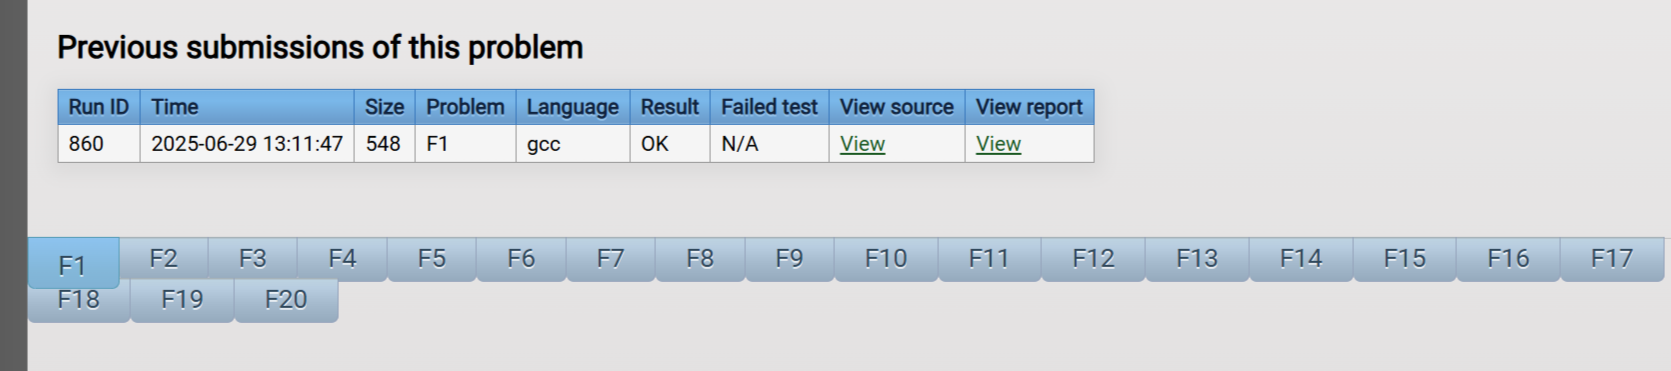 Previous submissions of this problem
Run ID Time Size Problem Language Result Failed test View source View report
860 2025-06-29 13:11:47 548 F1 gcc OK N/A View View
F1 F2 F3 F4 F5 F6 F7 F8 F9 F10 F11 F12 F13 F14 F15 F16 F17
F18 F19 F20